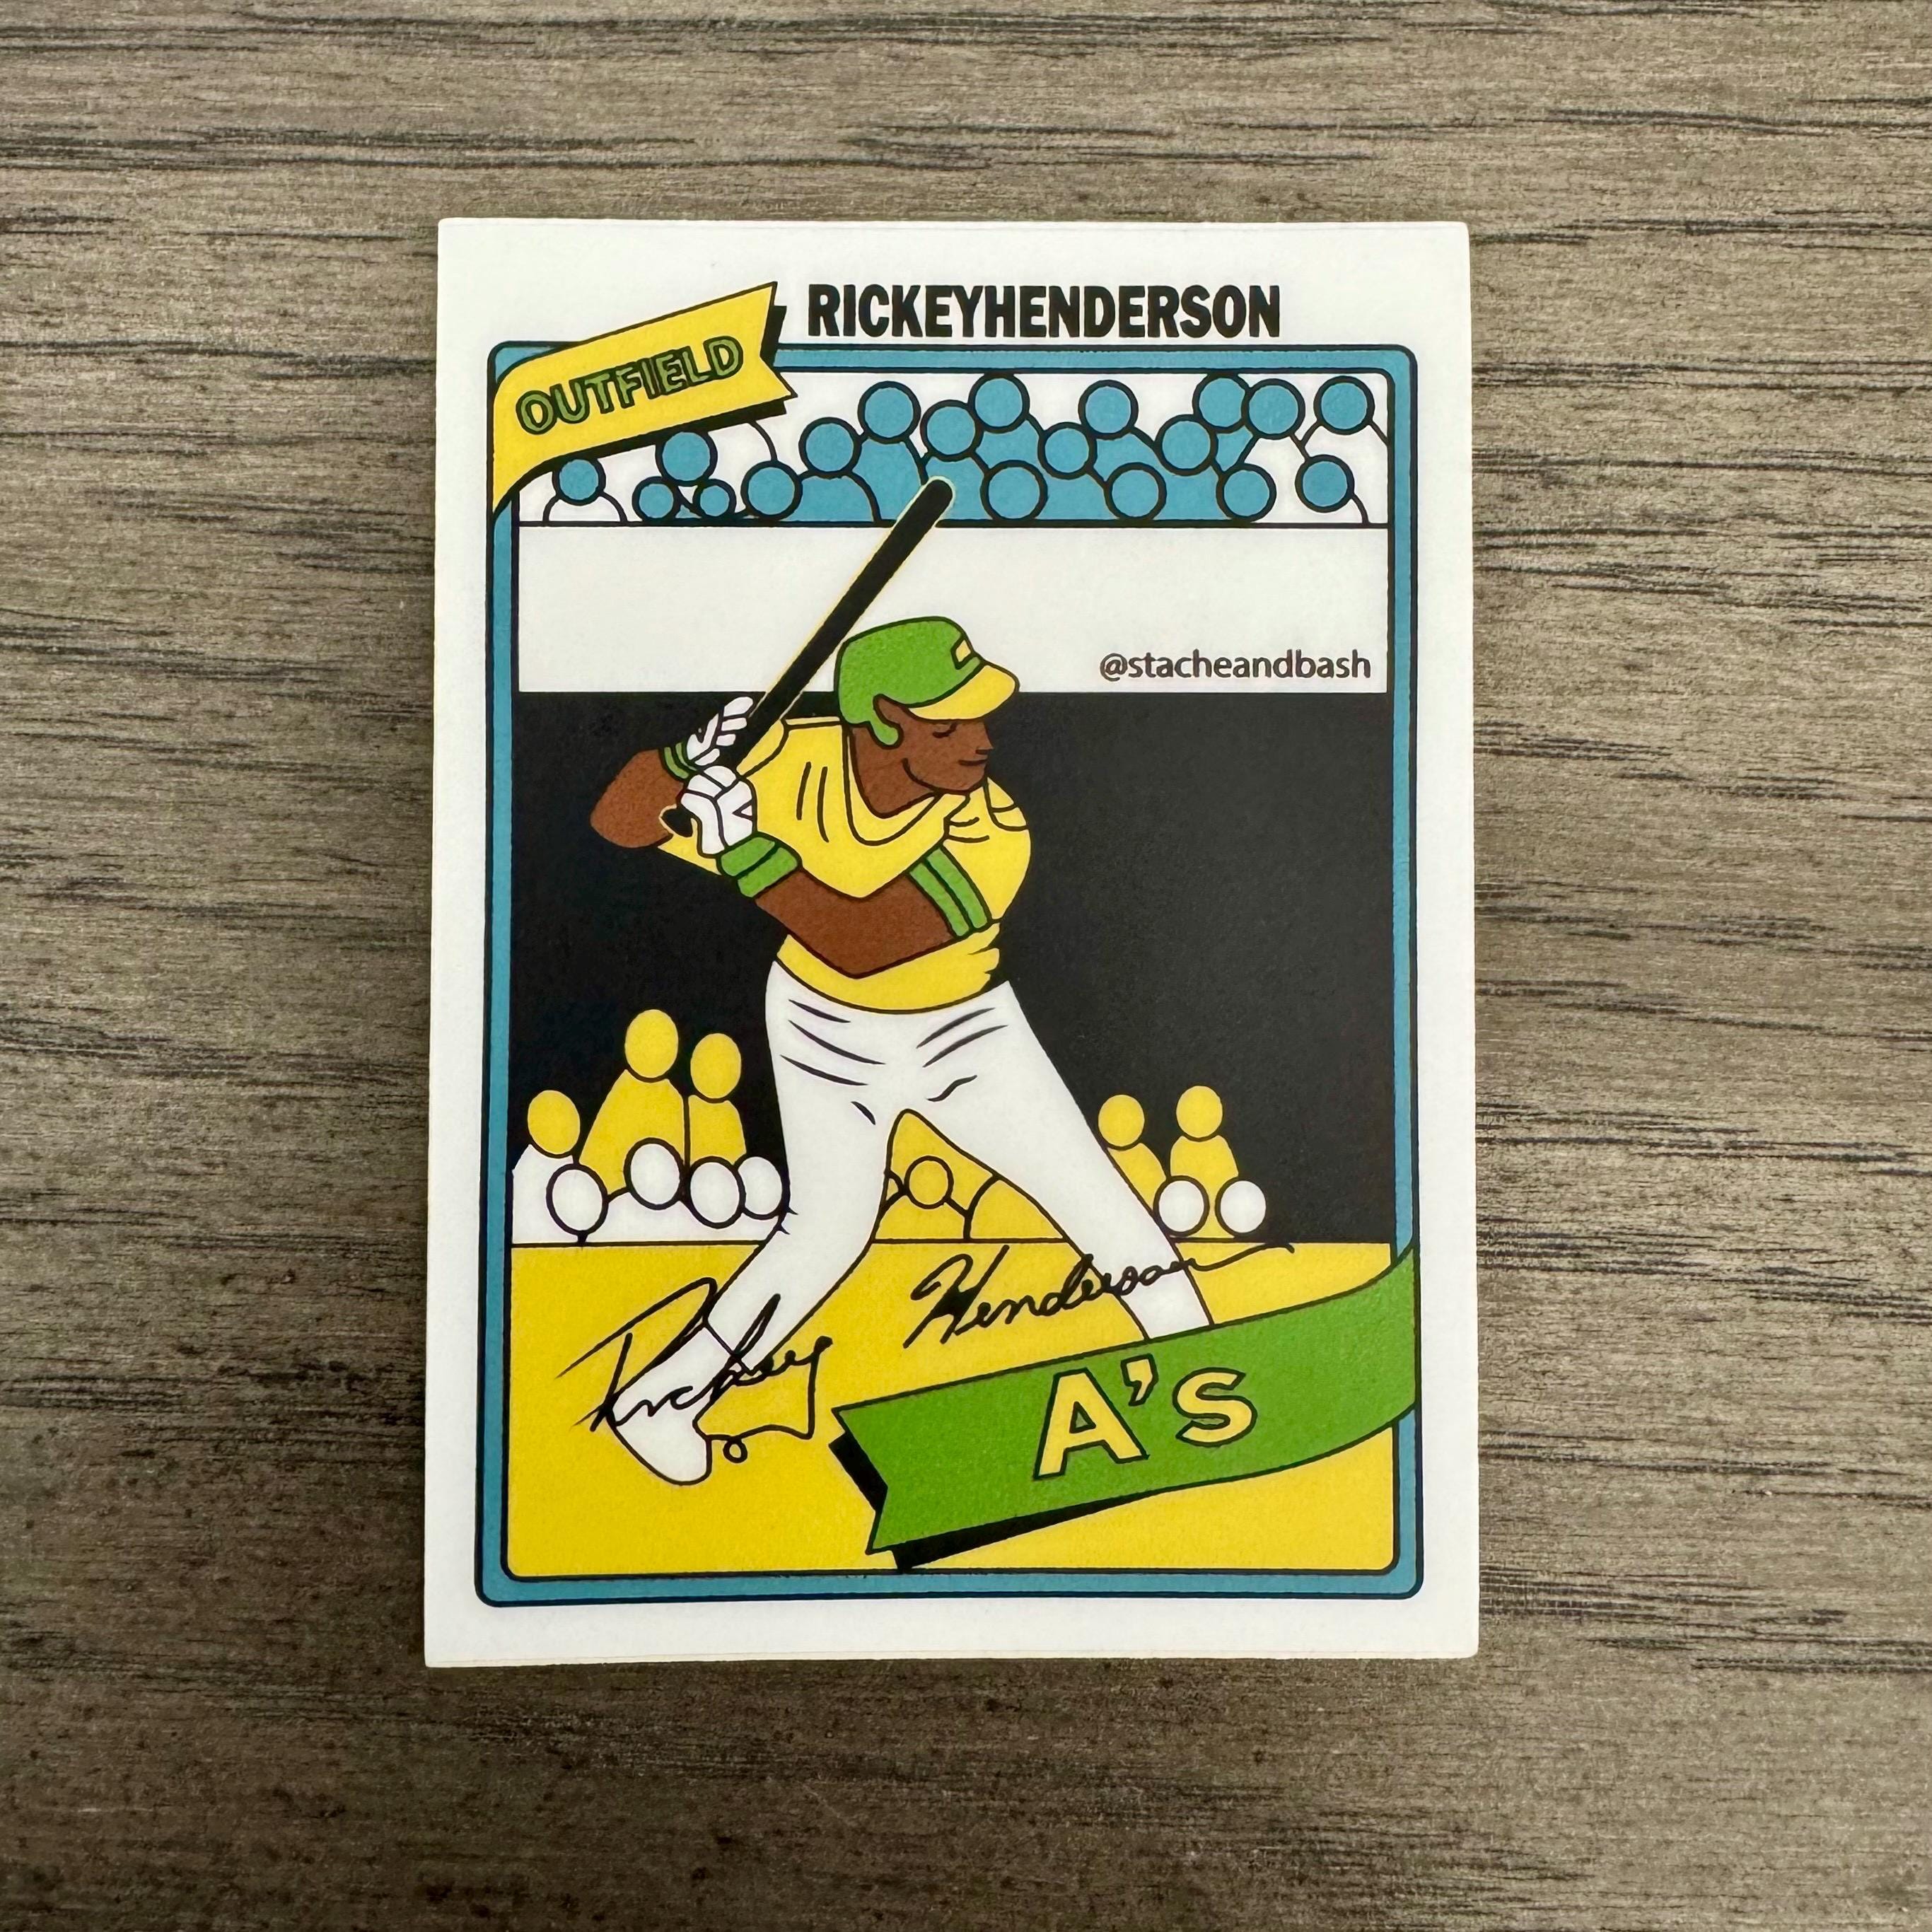 RICKEYHENDERSON
OUTFIELD
@stacheandbash
Rickey Henderson
A's